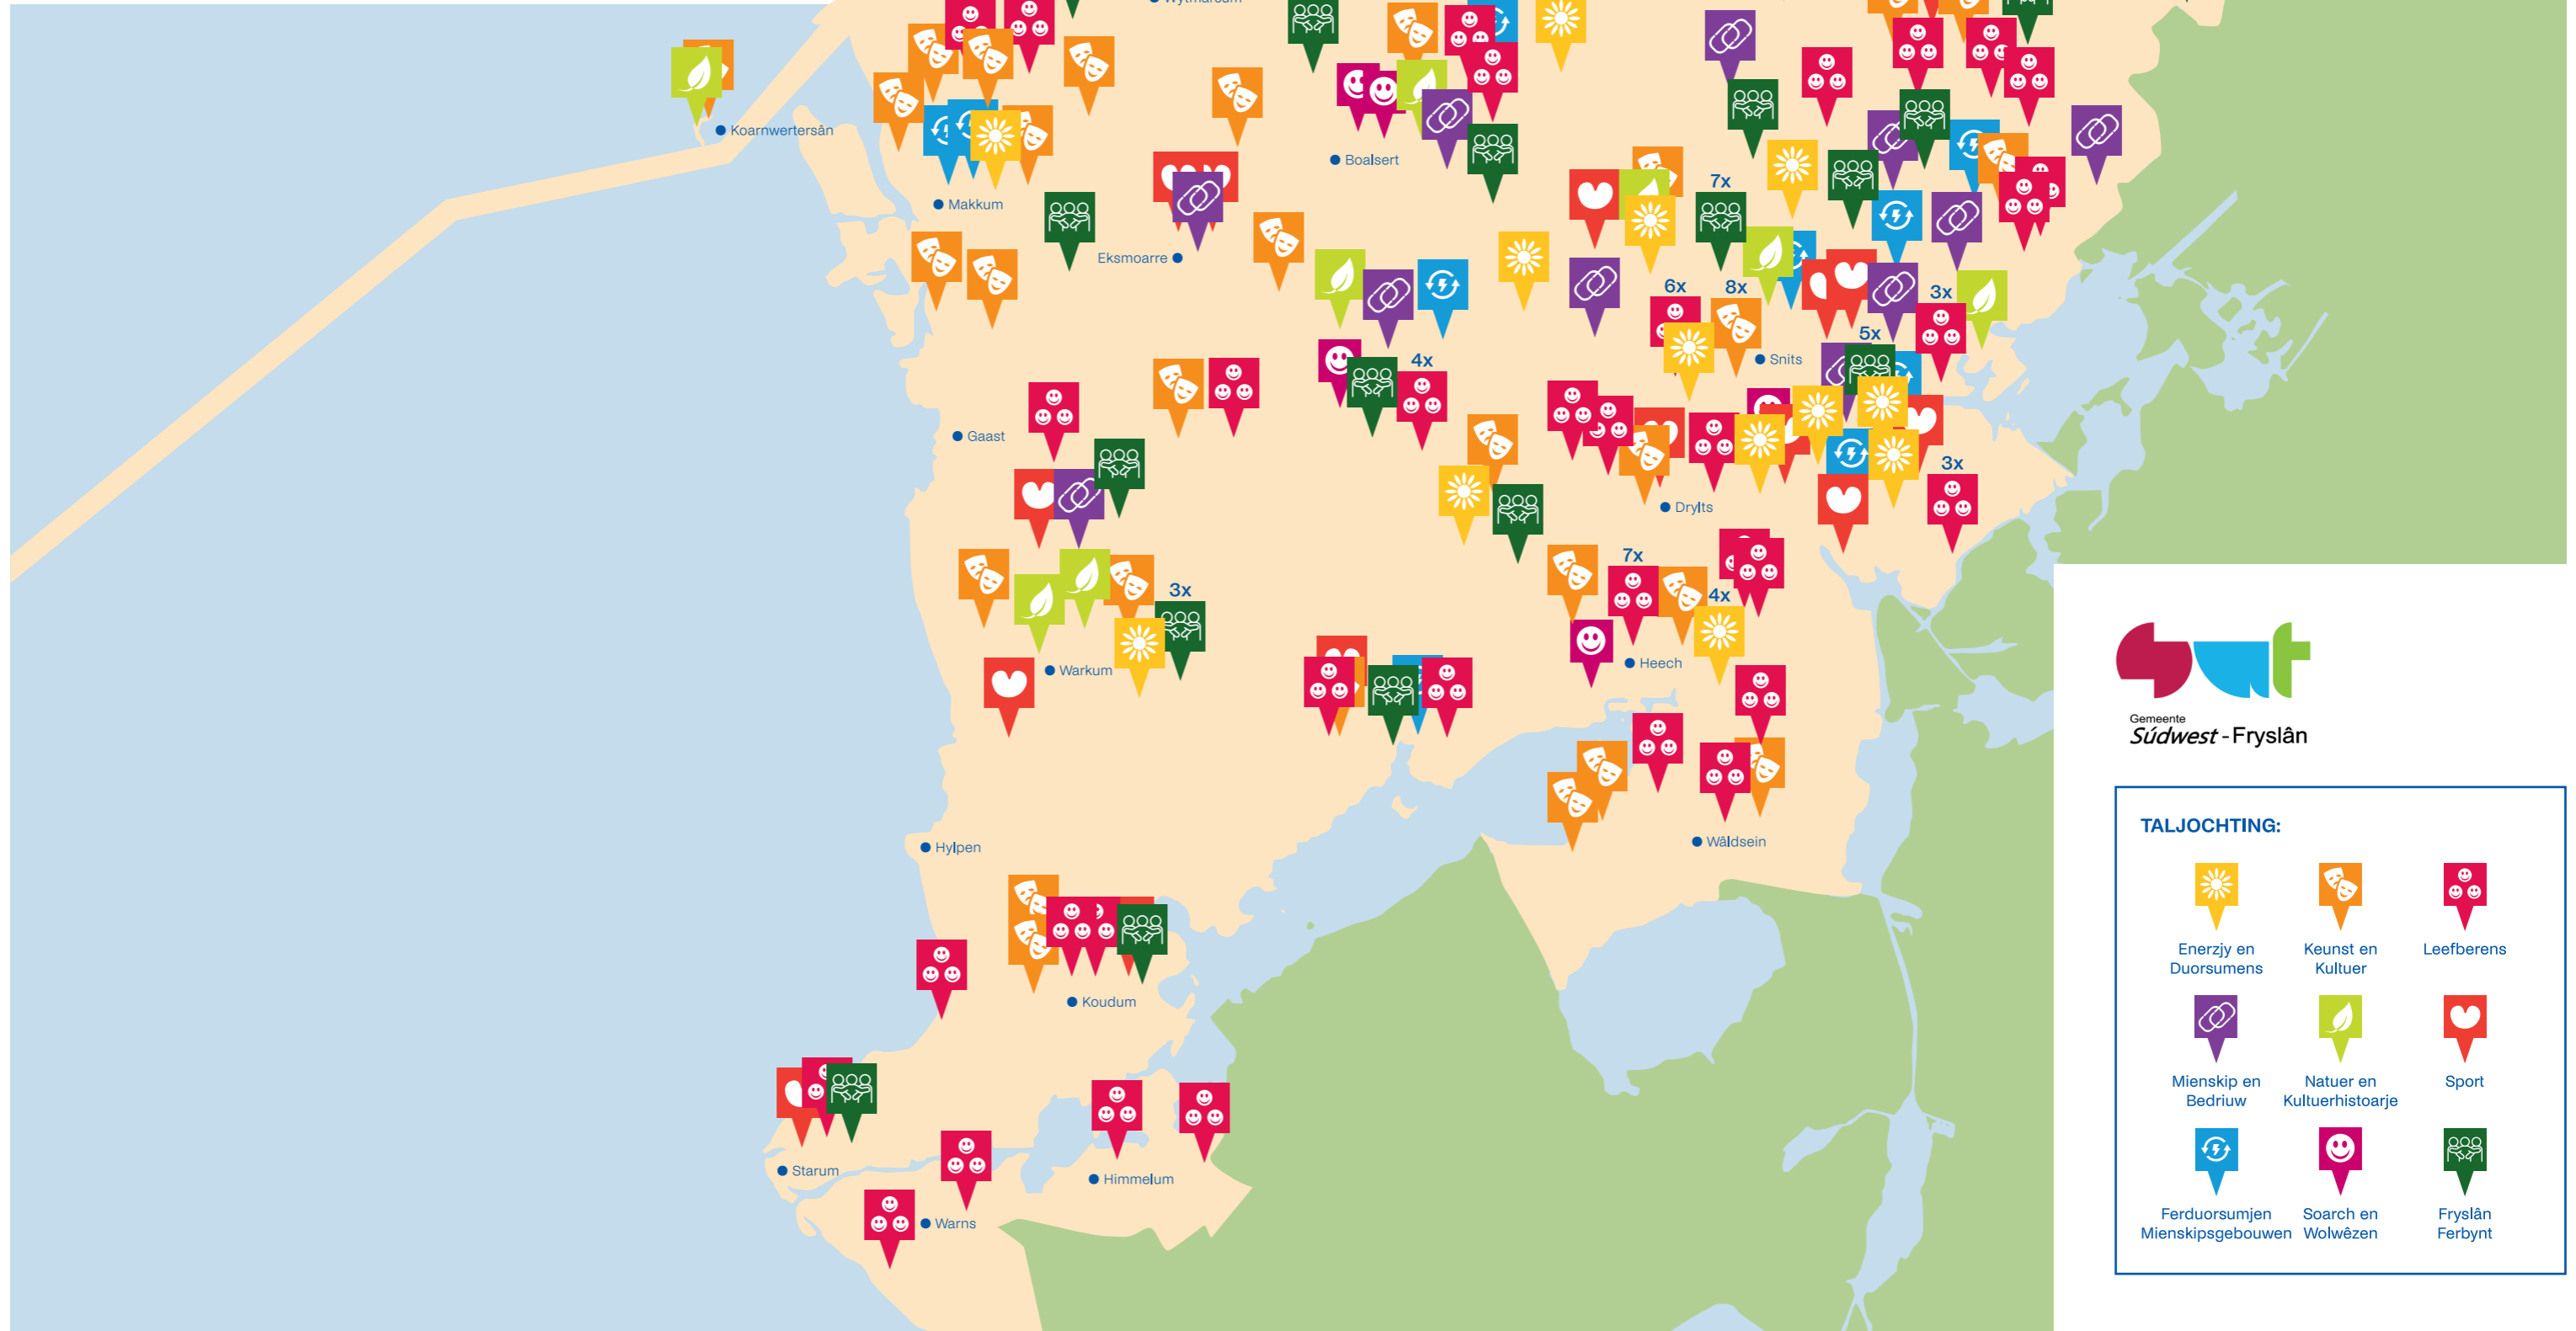 Wytmarsum
Koarnwertersân
Boalsert
Makkum
7x
Eksmoarre
6x
8x
3x
5x
Snits
4x
Gaast
3x
Drylts
7x
3x
4x
Heech
Warkum
Gemeente
Súdwest-Fryslân
Wâldsein
Hylpen
Koudum
Starum
Himmelum
Warns
TALJOCHTING:
Enerzjy en
Duorsumens
Keunst en
Kultuer
Leefberens
Mienskip en
Bedriuw
Natuer en
Kultuerhistoarje
Sport
Ferduorsumjen
Mienskipsgebouwen
Soarch en
Wolwêzen
Fryslân
Ferbynt